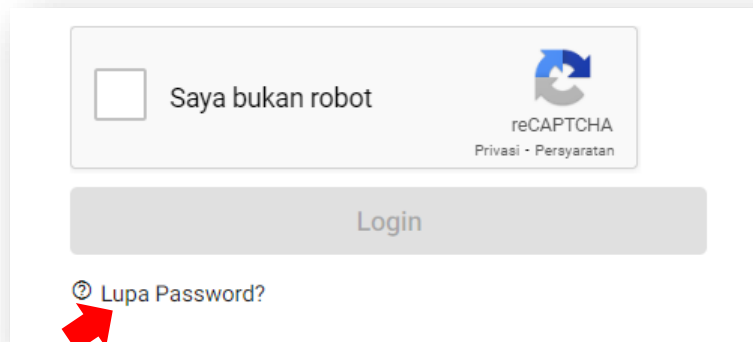 Saya bukan robot
reCAPTCHA
Privasi - Persyaratan
Login
Lupa Password?